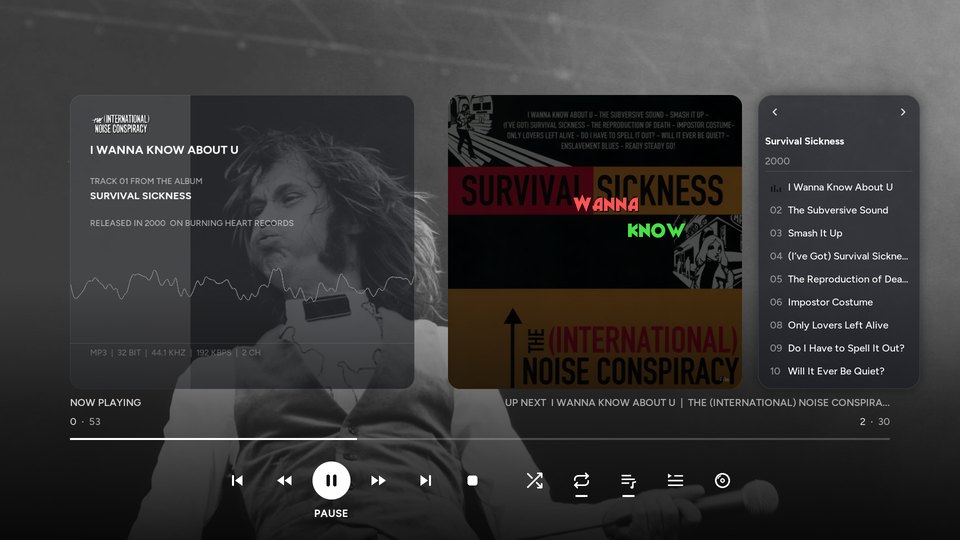 THE (INTERNATIONAL)
NOISE CONSPIRACY
I WANNA KNOW ABOUT U
TRACK 01 FROM THE ALBUM
SURVIVAL SICKNESS
RELEASED IN 2000 ON BURNING HEART RECORDS
MP3 | 32 BIT | 44.1 KHZ | 192 KBPS | 2 CH
I WANNA KNOW ABOUT U – THE SUBVERSIVE SOUND – SMASH IT UP –
(I'VE GOT) SURVIVAL SICKNESS – THE REPRODUCTION OF DEATH – IMPOSTOR COSTUME–
ONLY LOVERS LEFT ALIVE – DO I HAVE TO SPELL IT OUT? – WILL IT EVER BE QUIET? –
ENSLAVEMENT BLUES – READY STEADY GO!
SURVIVAL SICKNESS
WANNA
KNOW
THE (INTERNATIONAL)
NOISE CONSPIRACY
Survival Sickness
2000
I Wanna Know About U
02 The Subversive Sound
03 Smash It Up
04 (I've Got) Survival Sickne...
05 The Reproduction of Dea...
06 Impostor Costume
08 Only Lovers Left Alive
09 Do I Have to Spell It Out?
10 Will It Ever Be Quiet?
NOW PLAYING
UP NEXT I WANNA KNOW ABOUT U | THE (INTERNATIONAL) NOISE CONSPIRA...
0 · 53
2 · 30
PAUSE